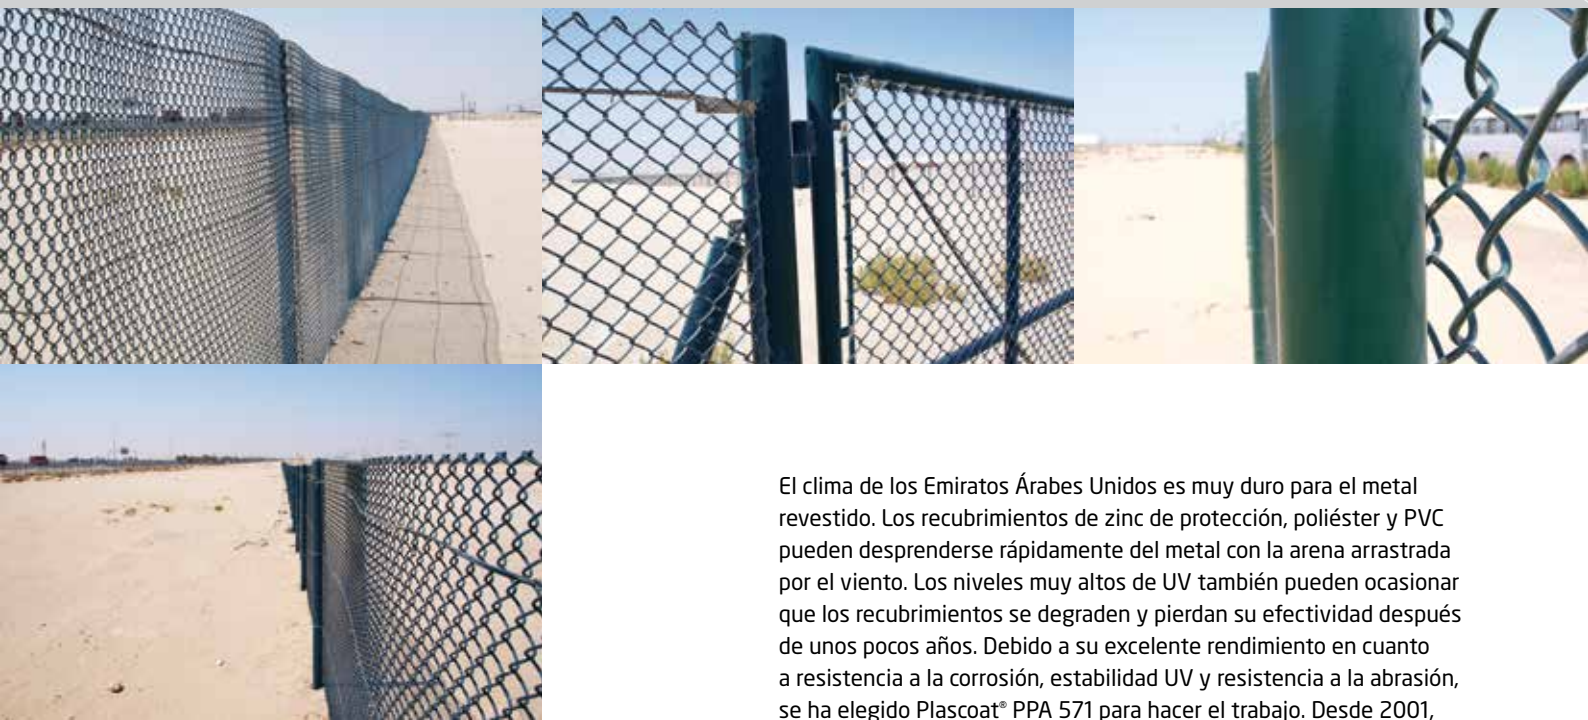 El clima de los Emiratos Árabes Unidos es muy duro para el metal
revestido. Los recubrimientos de zinc de protección, poliéster y PVC
pueden desprenderse rápidamente del metal con la arena arrastrada
por el viento. Los niveles muy altos de UV también pueden ocasionar
que los recubrimientos se degraden y pierdan su efectividad después
de unos pocos años. Debido a su excelente rendimiento en cuanto
a resistencia a la corrosión, estabilidad UV y resistencia a la abrasión,
se ha elegido Plascoat® PPA 571 para hacer el trabajo. Desde 2001,